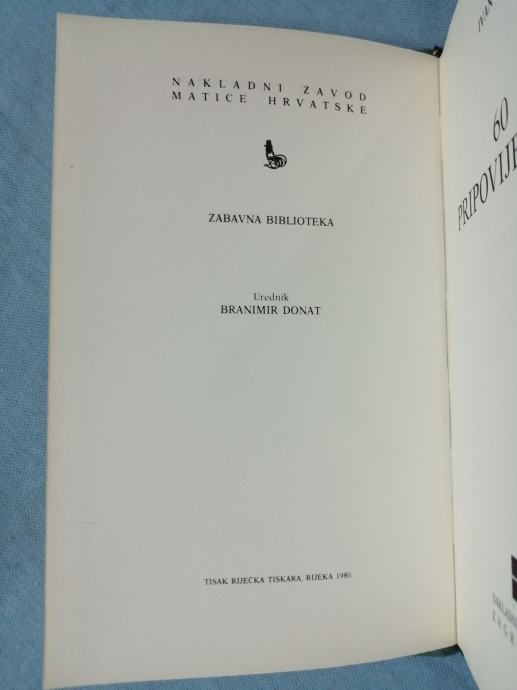 NAKLADNI ZAVOD
MATICE HRVATSKE
ZABAVNA BIBLIOTEKA
Urednik
BRANIMIR DONAT
TISAK RIJEČKA TISKARA, RIJEKA 1980.
60